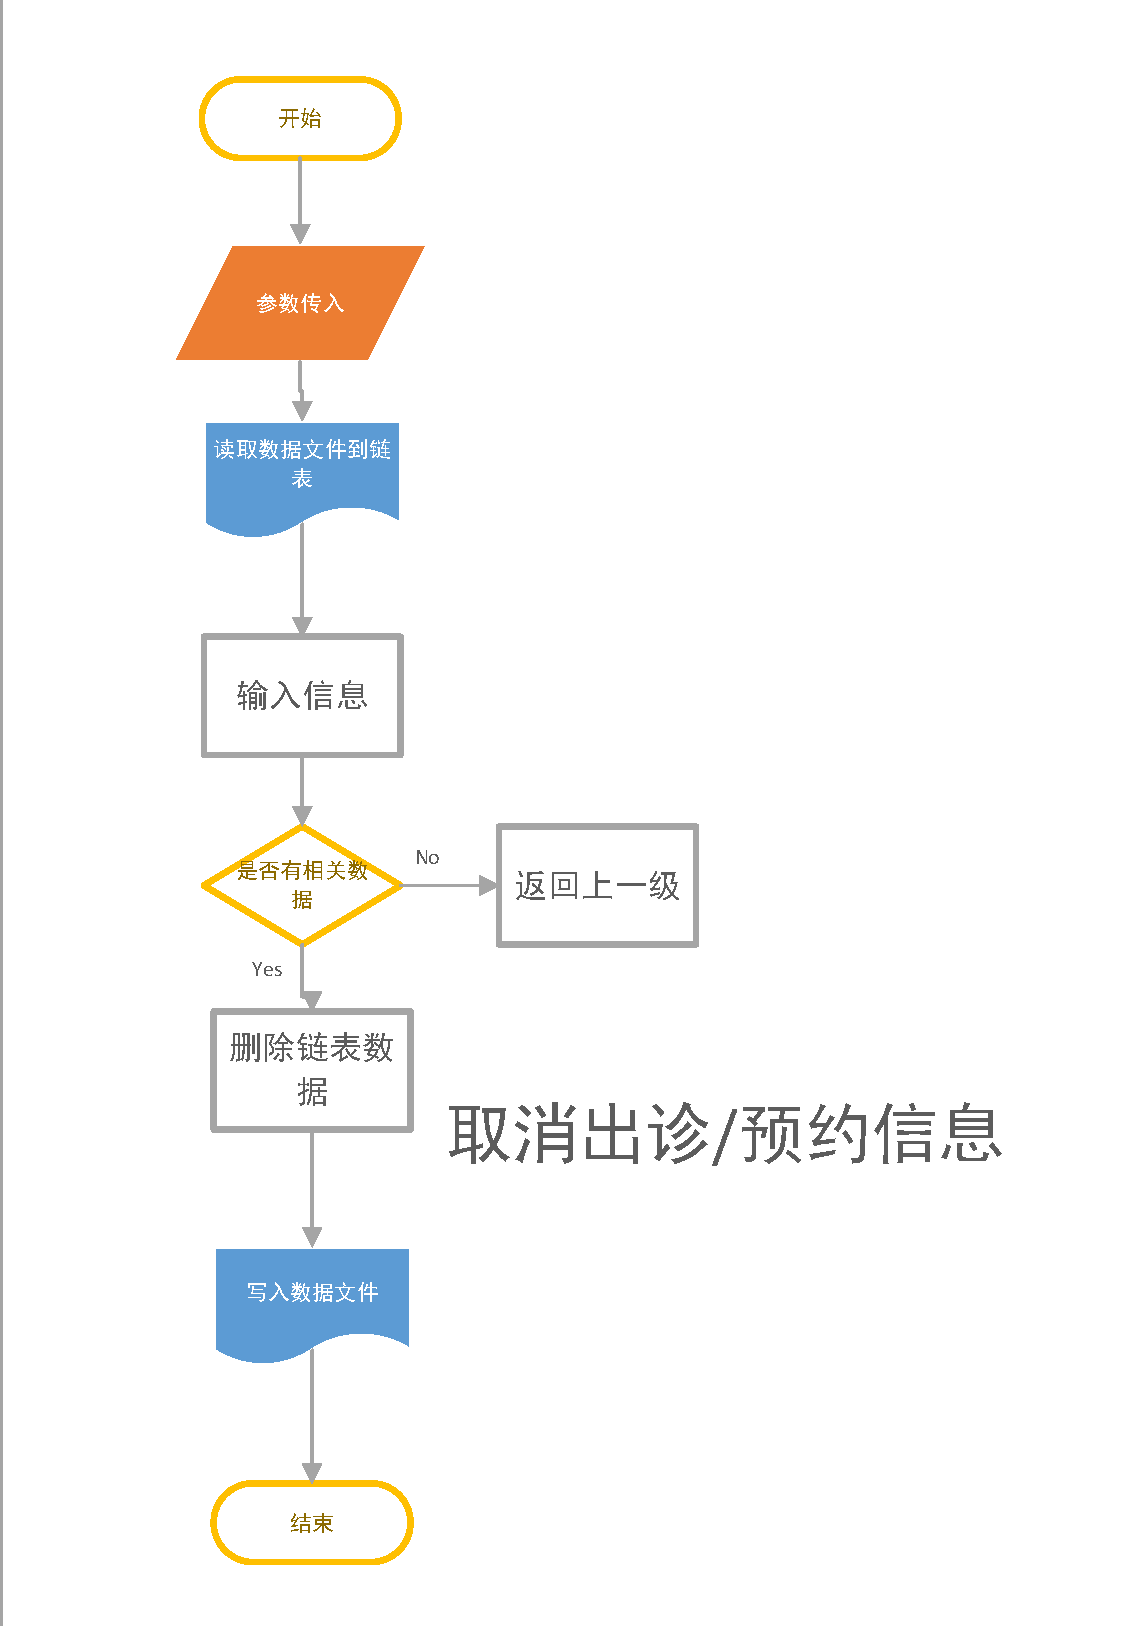 开始
参数传入
读取数据文件到链
表
输入信息
是否有相关数
据
No
返回上一级
Yes
删除链表数
据
取消出诊/预约信息
写入数据文件
结束